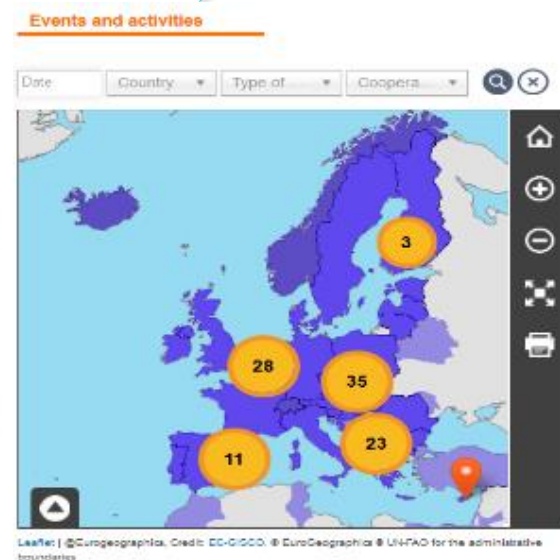 Events and activities
Date
Country
Type of ...
Coopera...
3
28
35
23
11
Leaflet | @Eurogeographics, Credit: EC-GISCO, © EuroGeographics © UN-FAO for the administrative
boundaries